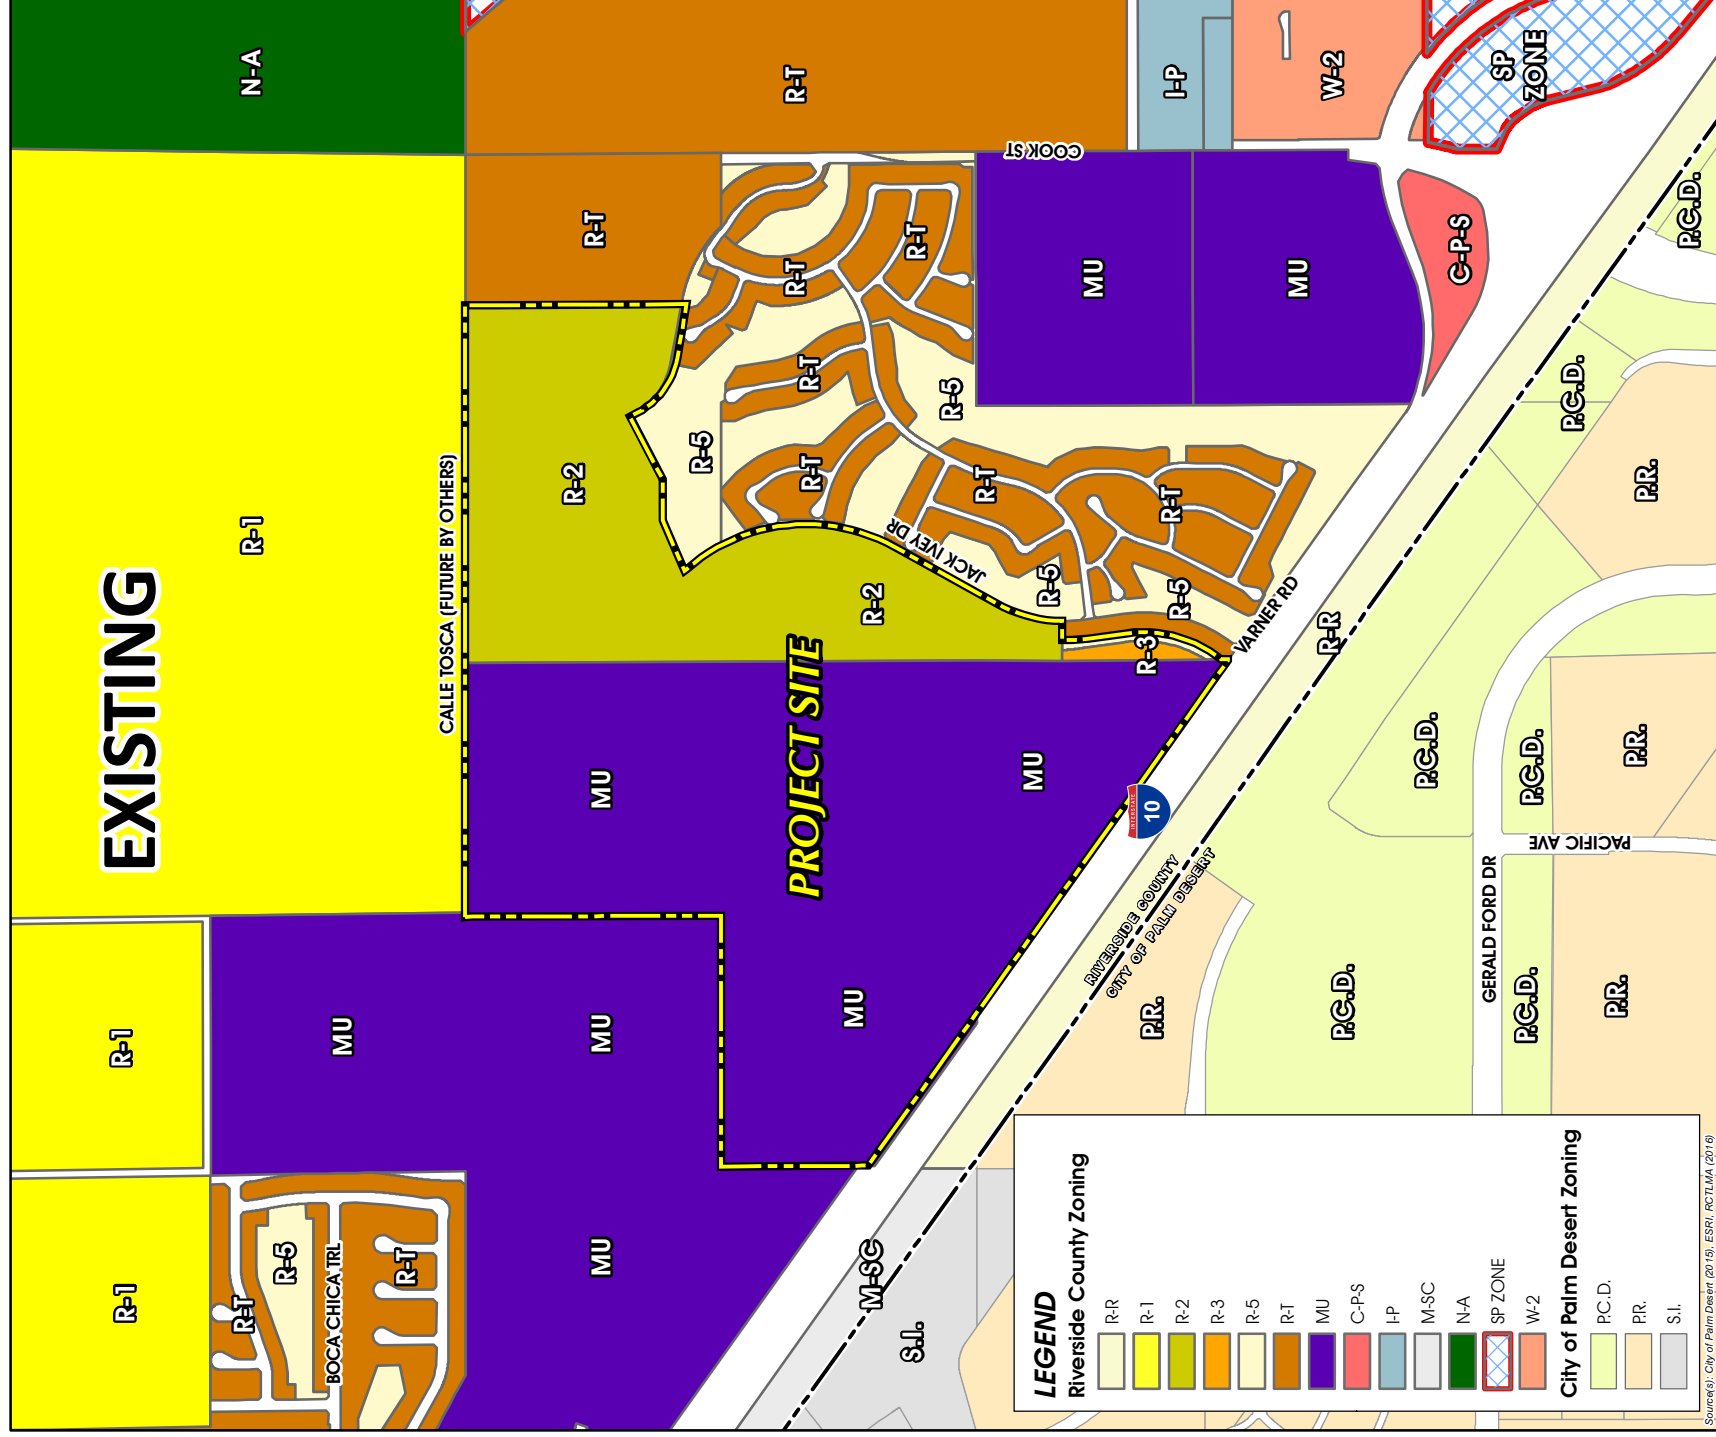 EXISTING
N-A
R-1
R-1
R-1
R-T
R-T
I-P
W-2
SP
ZONE
COOK ST
CALLE TOSCA (FUTURE BY OTHERS)
R-2
R-2
R-5
R-T
R-T
R-T
R-T
R-5
R-T
R-T
R-5
R-5
R-3
JACK IVEY DR
MU
MU
C-P-S
PROJECT SITE
MU
MU
MU
MU
MU
MU
VARNER RD
R-R
INTERSTATE
10
RIVERSIDE COUNTY
CITY OF PALM DESERT
P.C.D.
P.C.D.
P.R.
P.C.D.
P.C.D.
P.R.
PACIFIC AVE
GERALD FORD DR
P.R.
P.C.D.
P.C.D.
P.R.
R-T
R-5
BOCA CHICA TRL
R-T
M-SC
S.I.
LEGEND
Riverside County Zoning
R-R
R-1
R-2
R-3
R-5
R-T
MU
C-P-S
I-P
M-SC
N-A
SP ZONE
W-2
City of Palm Desert Zoning
P.C.D.
P.R.
S.I.
Source(s): City of Palm Desert (2015), ESRI, RCTLMA (2016)